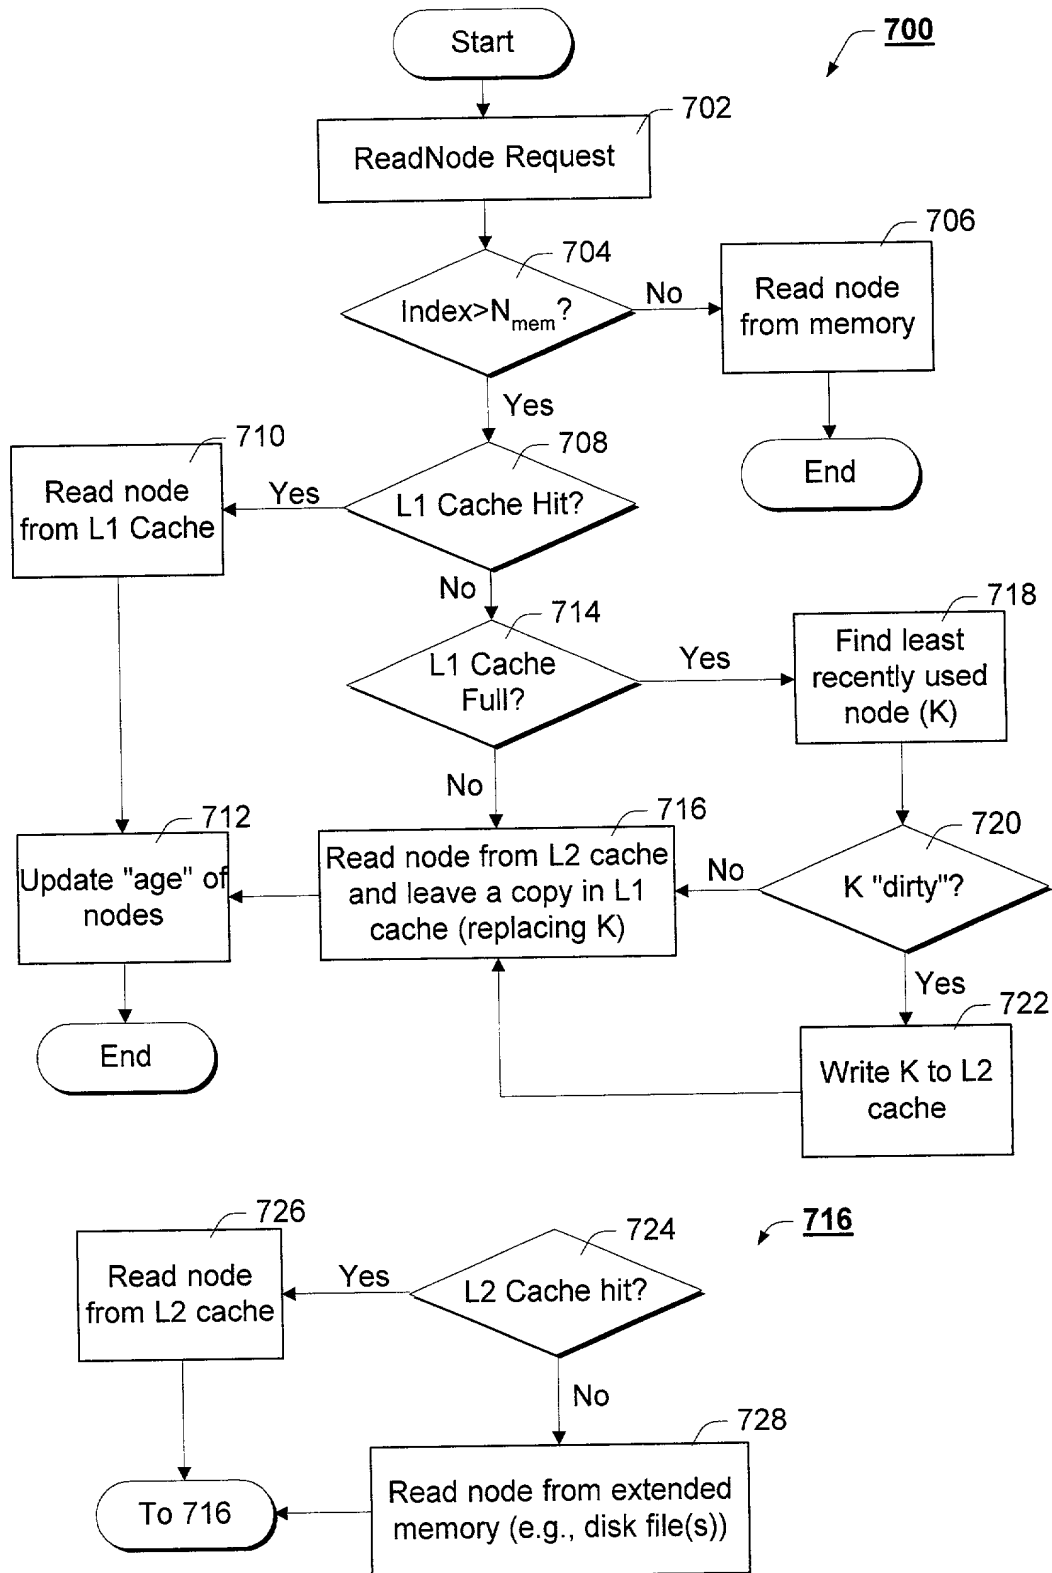 Start
700
702
ReadNode Request
704
Index>Nmem?
No
706
Read node
from memory
End
Yes
708
L1 Cache Hit?
Yes
710
Read node
from L1 Cache
No
714
L1 Cache
Full?
Yes
718
Find least
recently used
node (K)
No
712
Update "age" of
nodes
716
Read node from L2 cache
and leave a copy in L1
cache (replacing K)
No
720
K "dirty"?
Yes
End
722
Write K to L2
cache
726
Read node
from L2 cache
Yes
724
L2 Cache hit?
716
No
728
Read node from extended
memory (e.g., disk file(s))
To 716